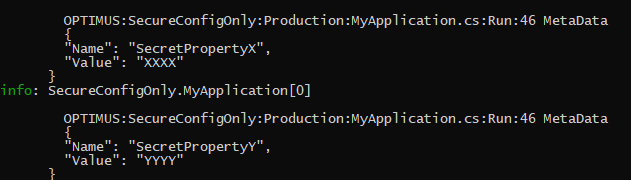 OPTIMUS:SecureConfigOnly:Production:MyApplication.cs:Run:46 MetaData
{
"Name": "SecretPropertyX",
"Value": "XXXX"
}
info: SecureConfigOnly.MyApplication[0]
OPTIMUS:SecureConfigOnly:Production:MyApplication.cs:Run:46 MetaData
{
"Name": "SecretPropertyY",
"Value": "YYYY"
}